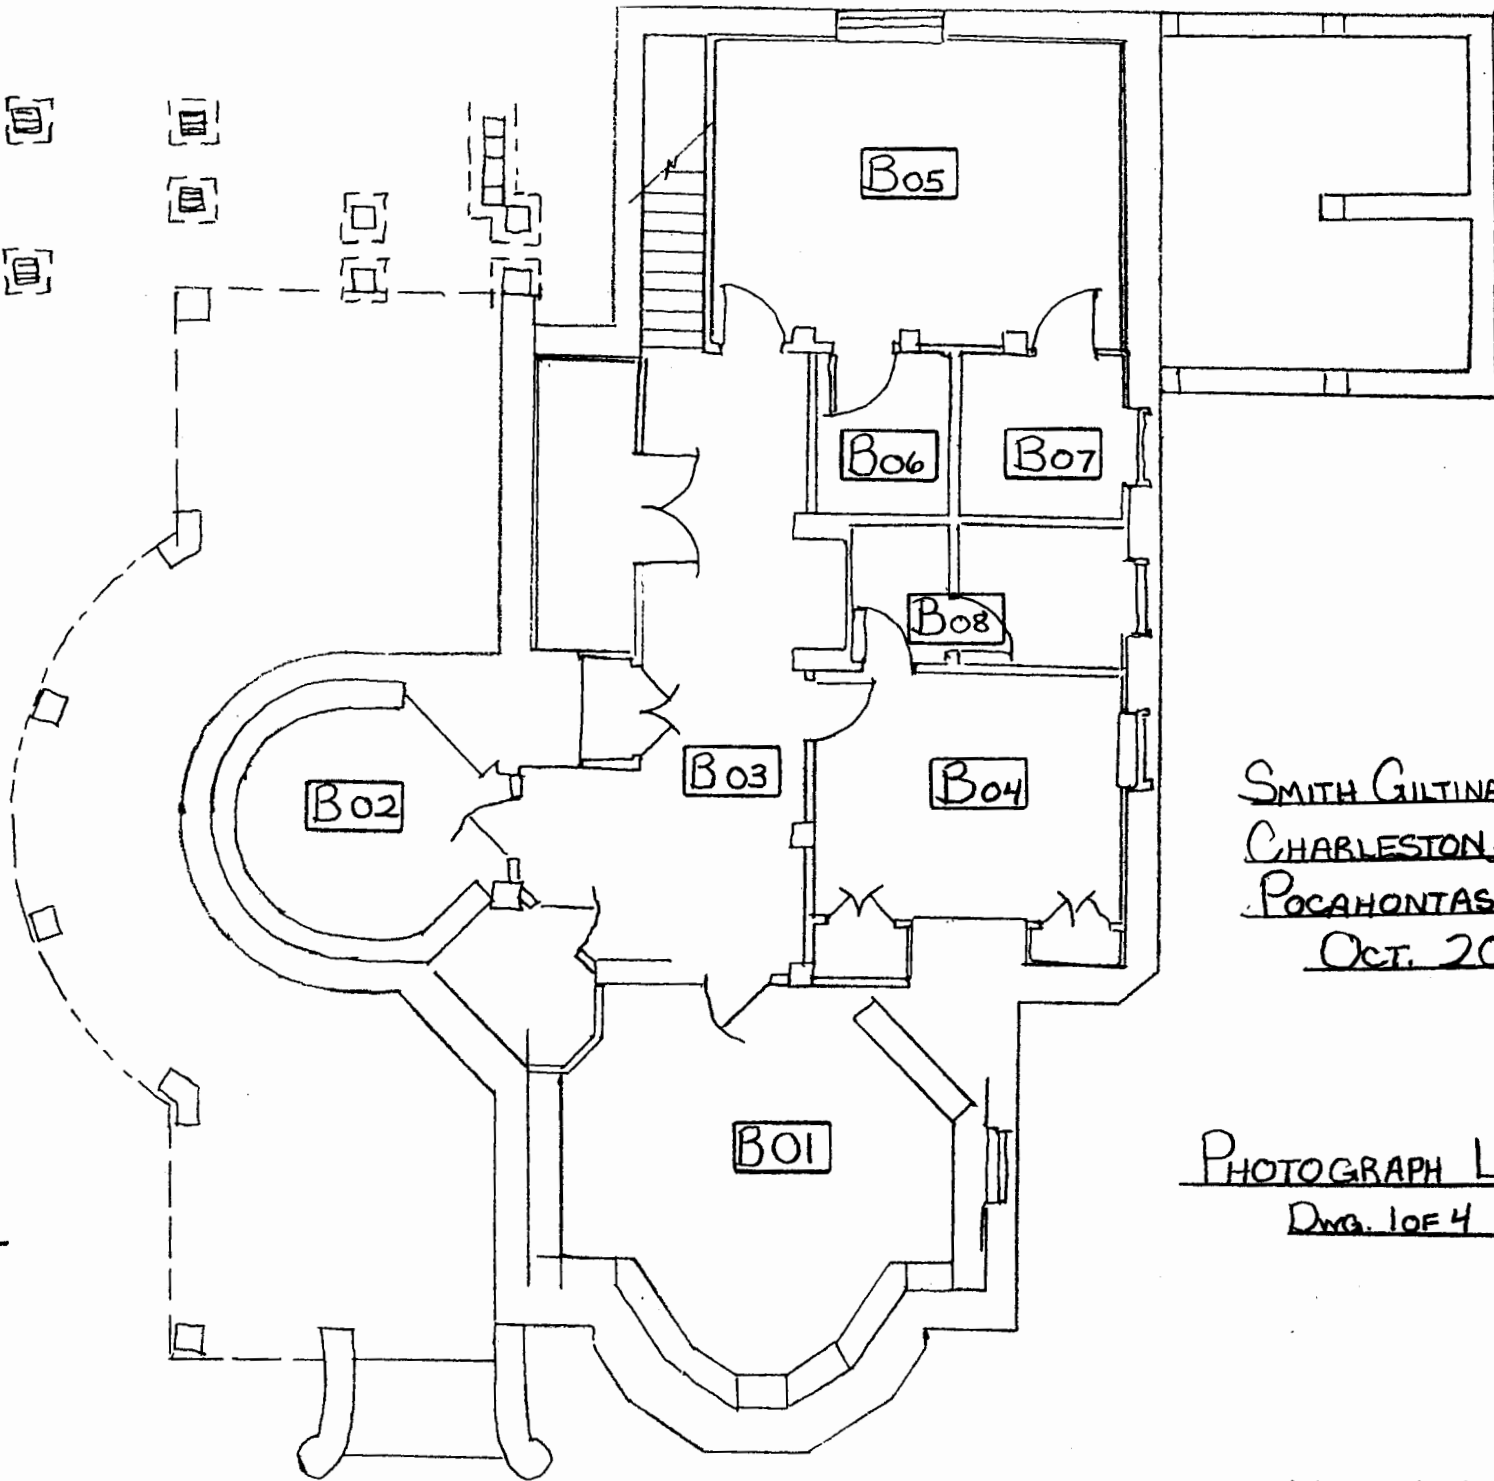 B05
B06
B07
B08
B03
B04
B02
SMITH GILTINA
CHARLESTON
POCAHONTAS
OCT. 20
B01
PHOTOGRAPH L
DWG. 1 OF 4